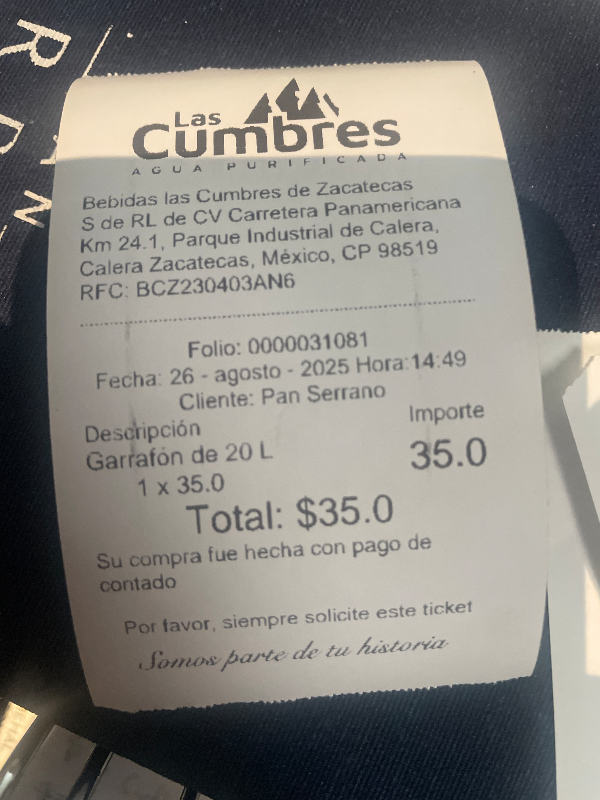 Las
Cumbres
AGUA PURIFICADA
Bebidas las Cumbres de Zacatecas
S de RL de CV Carretera Panamericana
Km 24.1, Parque Industrial de Calera,
Calera Zacatecas, México, CP 98519
RFC: BCZ230403AN6
Folio: 0000031081
Fecha: 26 - agosto - 2025 Hora:14:49
Cliente: Pan Serrano
Descripción Importe
Garrafón de 20 L 35.0
1 x 35.0
Total: $35.0
Su compra fue hecha con pago de
contado
Por favor, siempre solicite este ticket
Somos parte de tu historia